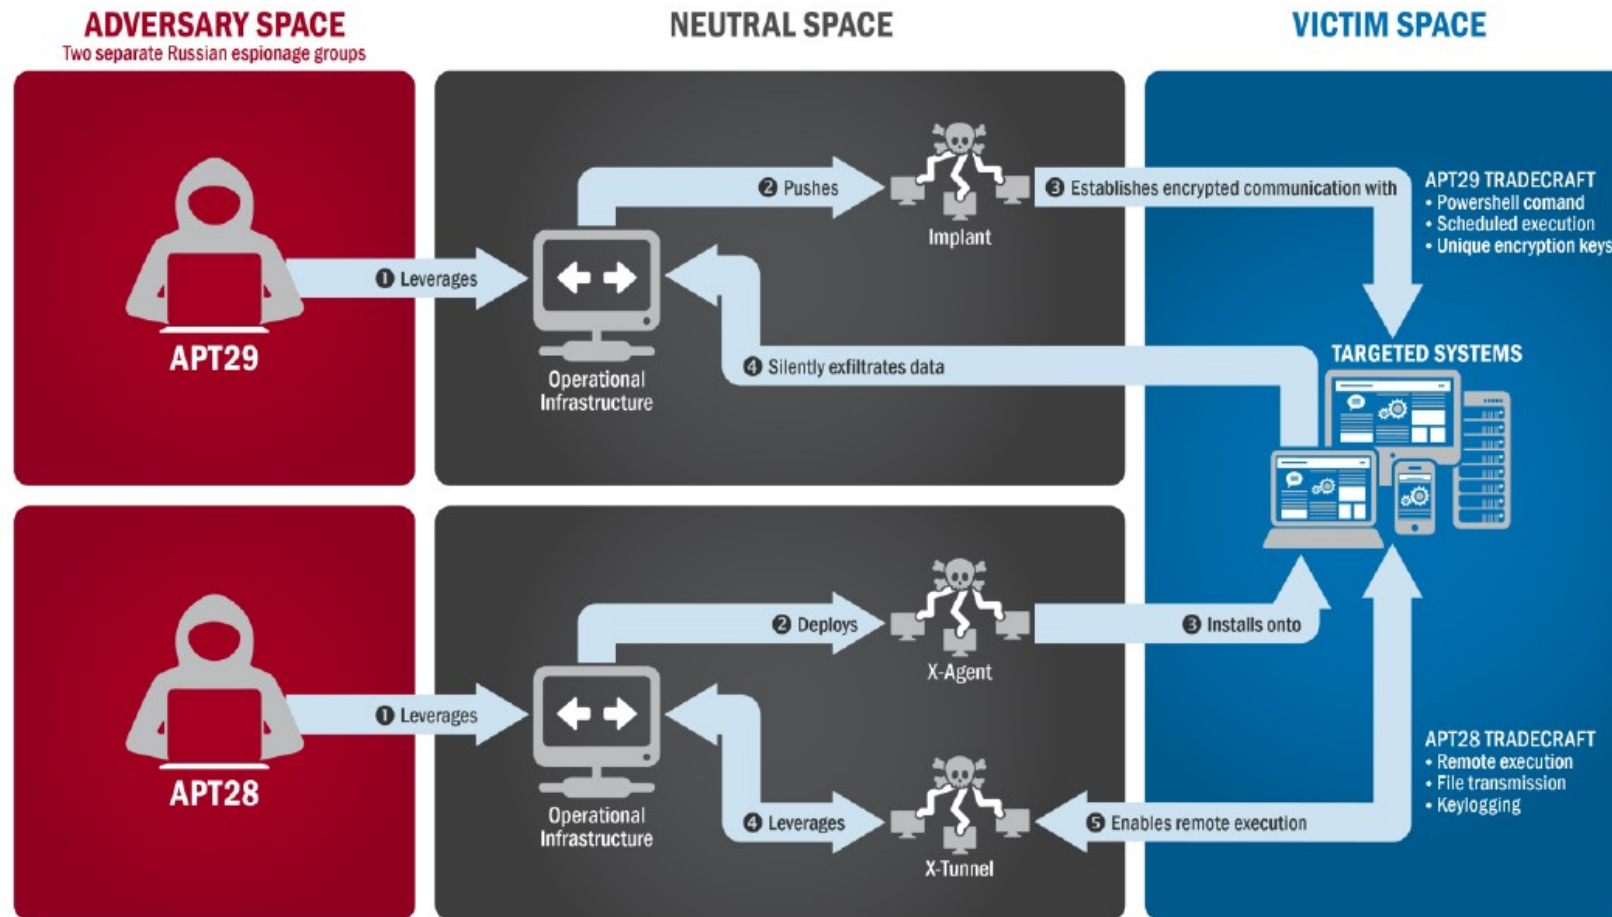 ADVERSARY SPACE
Two separate Russian espionage groups
NEUTRAL SPACE
VICTIM SPACE
❶ Leverages
APT29
Operational
Infrastructure
❷ Pushes
Implant
❸ Establishes encrypted communication with
❹ Silently exfiltrates data
APT29 TRADECRAFT
• Powershell comand
• Scheduled execution
• Unique encryption keys
TARGETED SYSTEMS
❶ Leverages
APT28
Operational
Infrastructure
❷ Deploys
X-Agent
❸ Installs onto
❹ Leverages
X-Tunnel
❺ Enables remote execution
APT28 TRADECRAFT
• Remote execution
• File transmission
• Keylogging